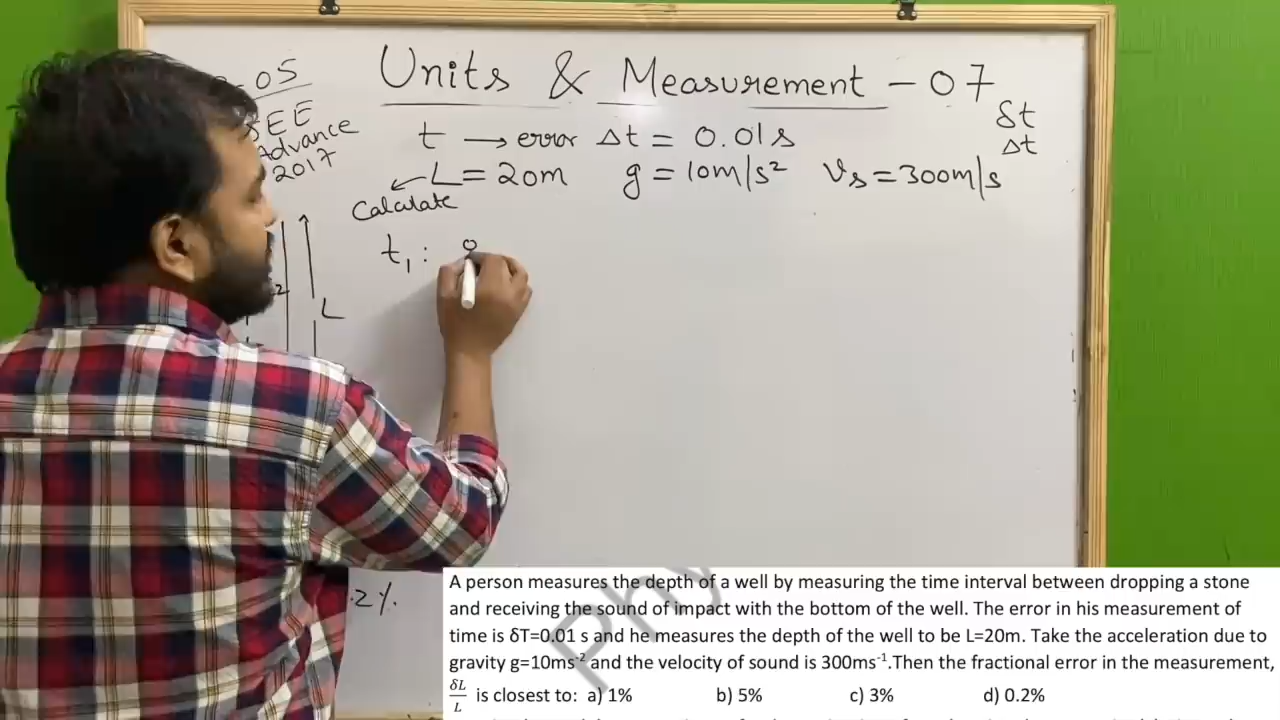 Units & Measurement - 07
-05
JEE
Advance
2017
t → error Δt = 0.01s
δt
Δt
L = 20m g = 10m/s² Vs = 300m/s
Calculate
t₁:
L
.2%.
Phy
A person measures the depth of a well by measuring the time interval between dropping a stone
and receiving the sound of impact with the bottom of the well. The error in his measurement of
time is δT=0.01 s and he measures the depth of the well to be L=20m. Take the acceleration due to
gravity g=10ms⁻² and the velocity of sound is 300ms⁻¹.Then the fractional error in the measurement,
δL/L is closest to: a) 1% b) 5% c) 3% d) 0.2%